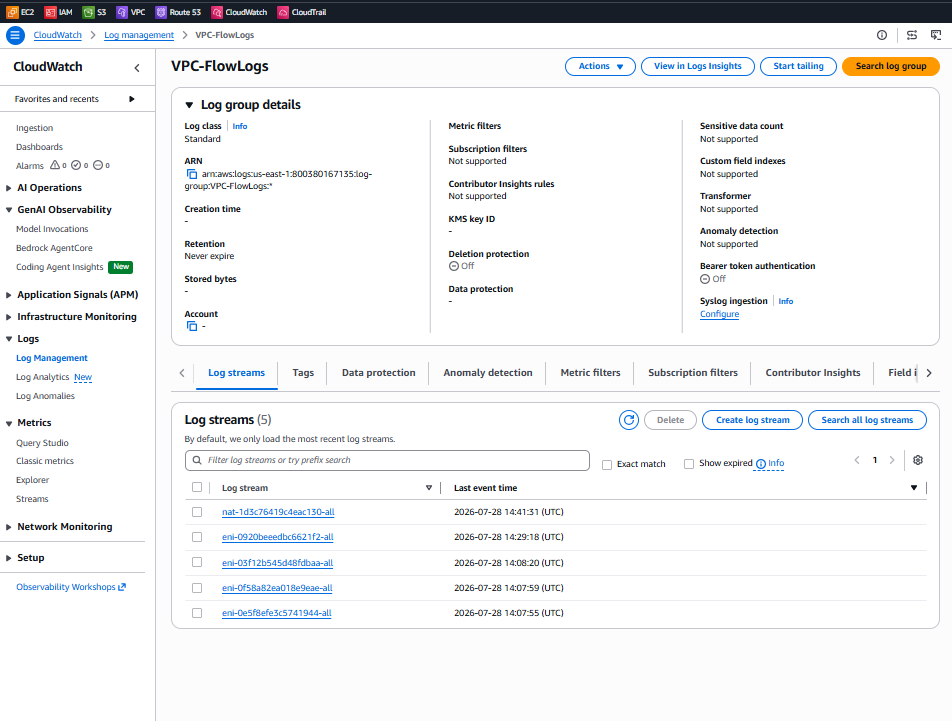 EC2 IAM S3 VPC Route 53 CloudWatch CloudTrail
CloudWatch Log management VPC-FlowLogs
CloudWatch
Favorites and recents
Ingestion
Dashboards
Alarms 0 0 0
AI Operations
GenAI Observability
Model Invocations
Bedrock AgentCore
Coding Agent Insights New
Application Signals (APM)
Infrastructure Monitoring
Logs
Log Management
Log Analytics New
Log Anomalies
Metrics
Query Studio
Classic metrics
Explorer
Streams
Network Monitoring
Setup
Observability Workshops
VPC-FlowLogs
Actions View in Logs Insights Start tailing Search log group
Log group details
Log class Info
Standard
ARN
arn:aws:logs:us-east-1:800380167135:log-
group:VPC-FlowLogs:*
Creation time
-
Retention
Never expire
Stored bytes
-
Account
-
Metric filters
Subscription filters
Not supported
Contributor Insights rules
Not supported
KMS key ID
-
Deletion protection
Off
Data protection
-
Sensitive data count
Not supported
Custom field indexes
Not supported
Transformer
Not supported
Anomaly detection
Not supported
Bearer token authentication
Off
Syslog ingestion Info
Configure
Log streams Tags Data protection Anomaly detection Metric filters Subscription filters Contributor Insights Field i
Log streams (5)
Delete Create log stream Search all log streams
By default, we only load the most recent log streams.
Filter log streams or try prefix search
Exact match Show expired Info 1
Log stream Last event time
nat-1d3c76419c4eac130-all 2026-07-28 14:41:31 (UTC)
eni-0920beeedbc6621f2-all 2026-07-28 14:29:18 (UTC)
eni-03f12b545d48fdbaa-all 2026-07-28 14:08:20 (UTC)
eni-0f58a82ea018e9eae-all 2026-07-28 14:07:59 (UTC)
eni-0e5f8efe3c5741944-all 2026-07-28 14:07:55 (UTC)